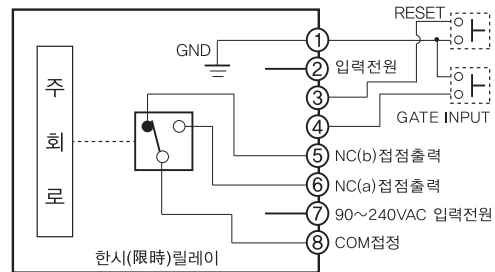 RESET
GND
①
② 입력전원
③
④
GATE INPUT
주
회
로
⑤ NC(b)접점출력
⑥ NC(a)접점출력
⑦ 90~240VAC 입력전원
⑧ COM접정
한시(限時)릴레이